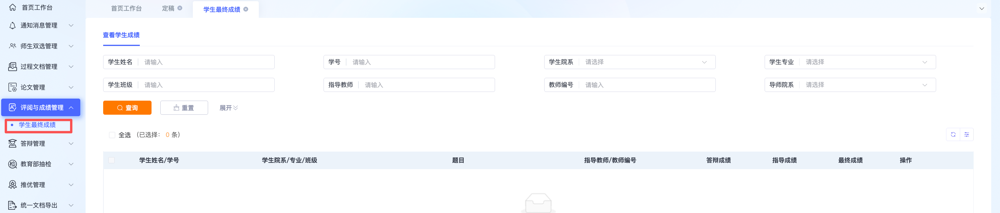 首页工作台
通知消息管理
师生双选管理
过程文档管理
论文管理
评阅与成绩管理
学生最终成绩
答辩管理
教育部抽检
推优管理
统一文档导出
首页工作台 定稿 学生最终成绩
查看学生成绩
学生姓名 请输入 学号 请输入 学生院系 请选择 学生专业 请选择
学生班级 请输入 指导教师 请输入 教师编号 请输入 导师院系 请选择
查询 重置 展开
全选 (已选择: 0 条)
学生姓名/学号 学生院系/专业/班级 题目 指导教师/教师编号 答辩成绩 指导成绩 最终成绩 操作